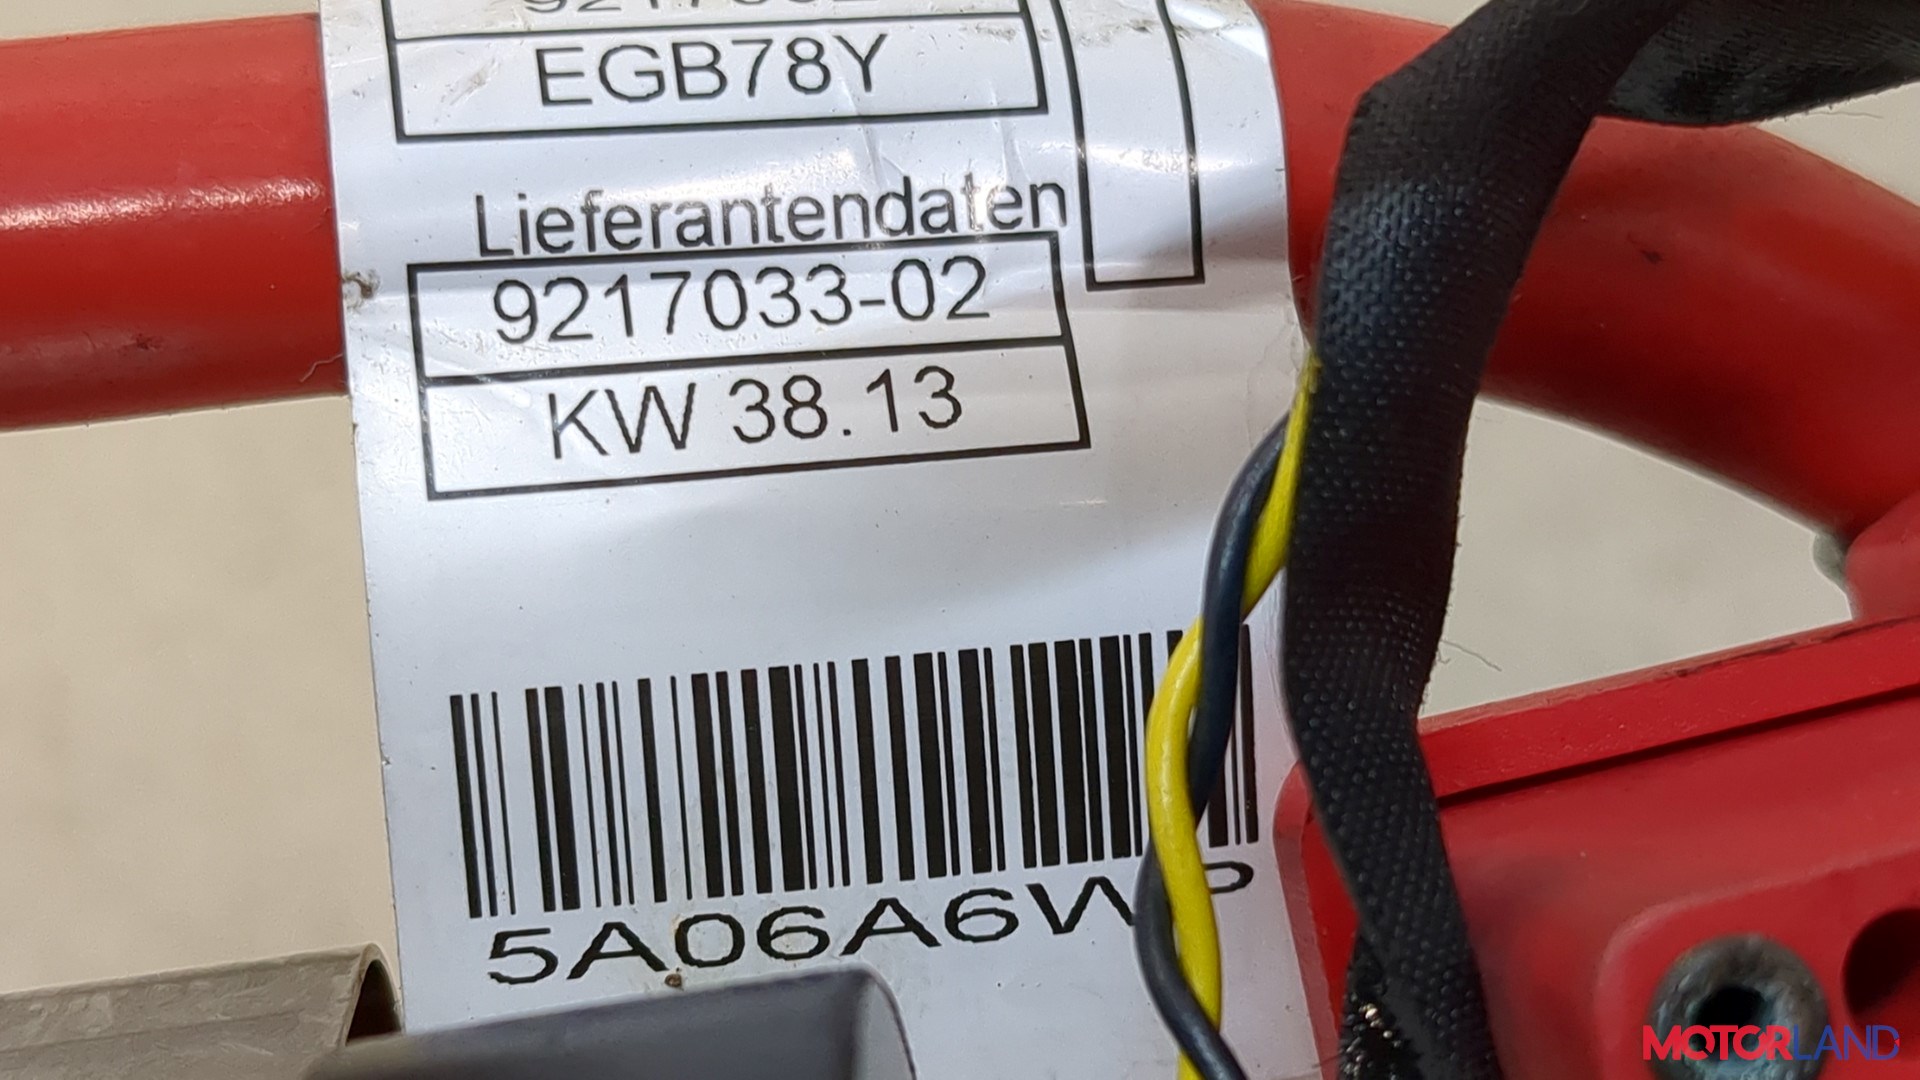 EGB78Y
Lieferantendaten
9217033-02
KW 38.13
MOTORLAND